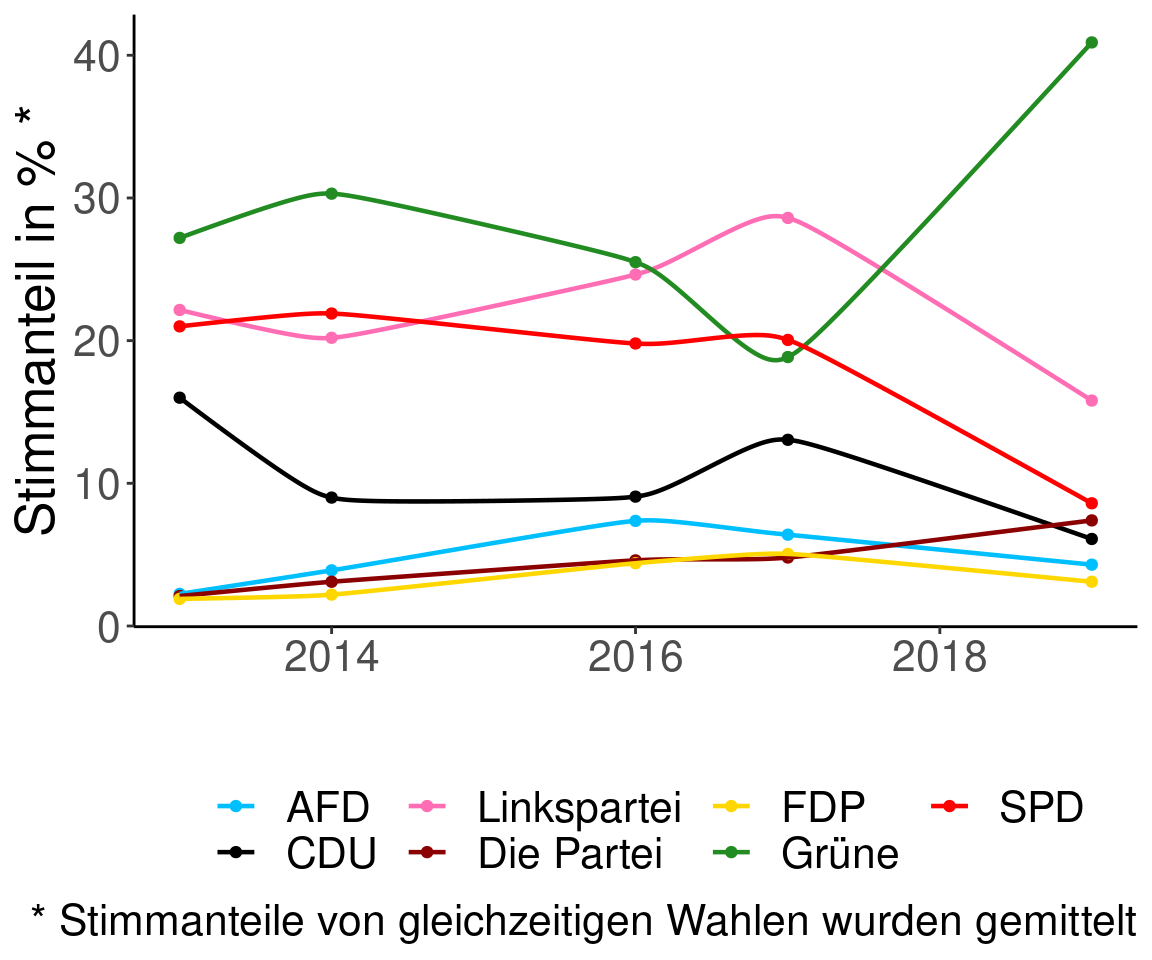 Stimmanteil in % *
40
30
20
10
0
2014 2016 2018
AFD Linkspartei FDP SPD
CDU Die Partei Grüne
* Stimmanteile von gleichzeitigen Wahlen wurden gemittelt